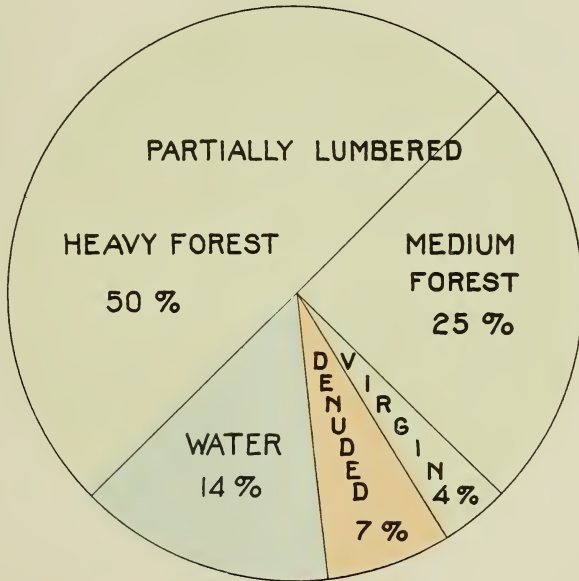 PARTIALLY LUMBERED
HEAVY FOREST
50 %
MEDIUM
FOREST
25 %
WATER
14 %
DENUDED
7 %
VIRGIN
4 %